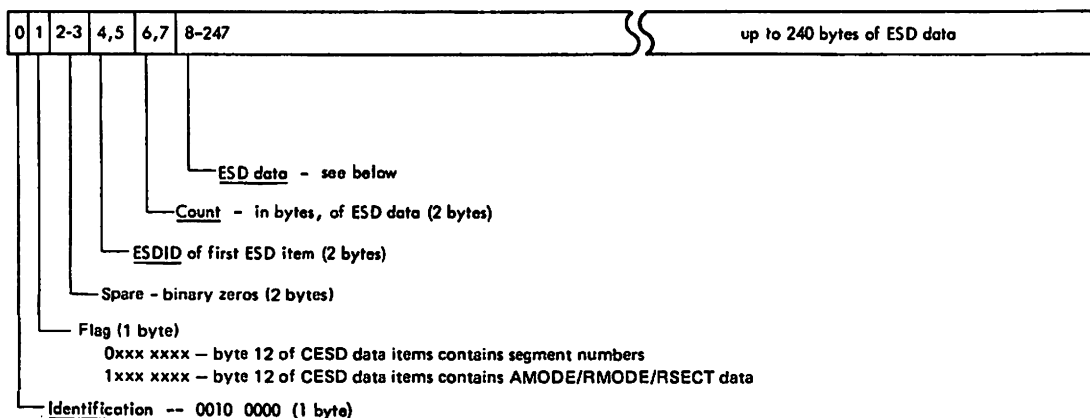 0 1 2-3 4,5 6,7 8-247 up to 240 bytes of ESD data
ESD data - see below
Count - in bytes, of ESD data (2 bytes)
ESDID of first ESD item (2 bytes)
Spare - binary zeros (2 bytes)
Flag (1 byte)
0xxx xxxx — byte 12 of CESD data items contains segment numbers
1xxx xxxx — byte 12 of CESD data items contains AMODE/RMODE/RSECT data
Identification -- 0010 0000 (1 byte)